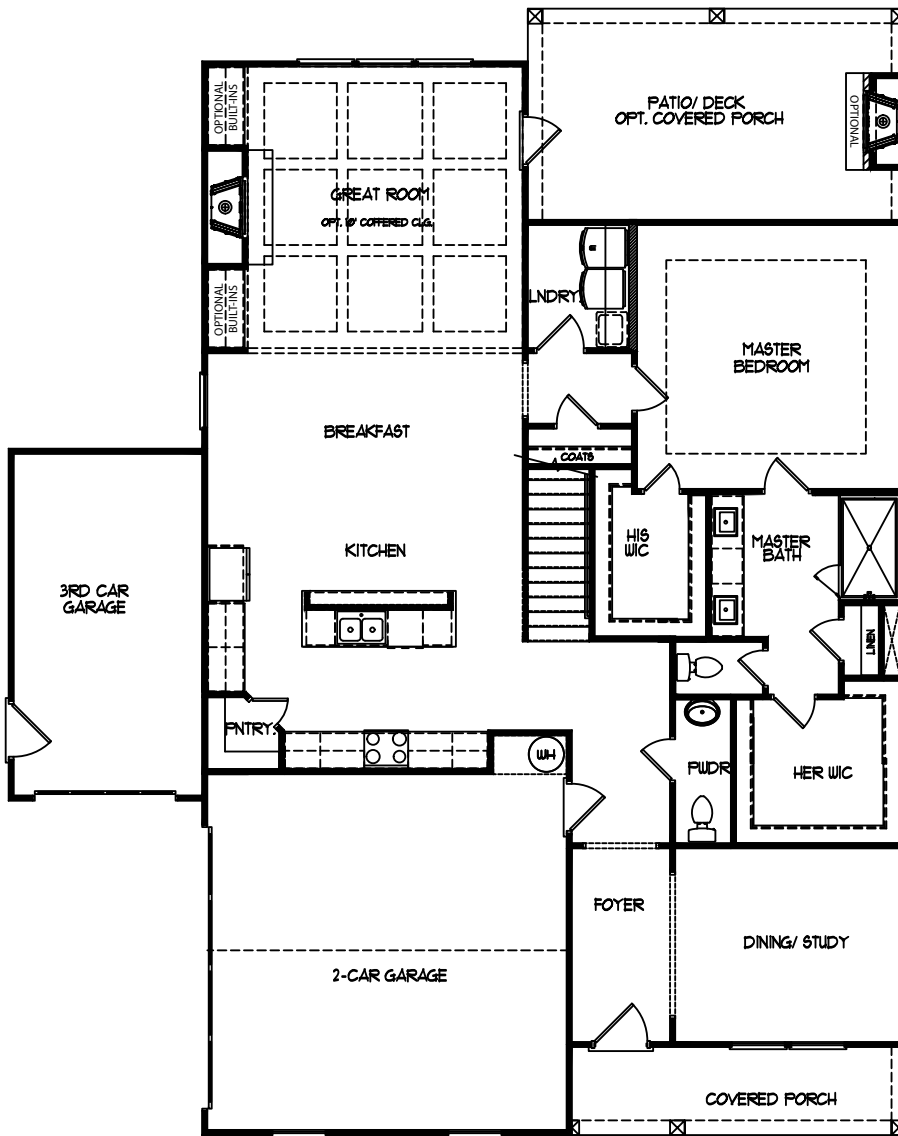 OPTIONAL
BUILT-INS
PATIO/ DECK
OPT. COVERED PORCH
OPTIONAL
GREAT ROOM
OPT. 10' COFFERED CLG.
OPTIONAL
BUILT-INS
LNDRY.
MASTER
BEDROOM
BREAKFAST
COATS
HIS
WIC
MASTER
BATH
KITCHEN
3RD CAR
GARAGE
LINEN
PNTRY.
WH
PWDR
HER WIC
FOYER
DINING/ STUDY
2-CAR GARAGE
COVERED PORCH